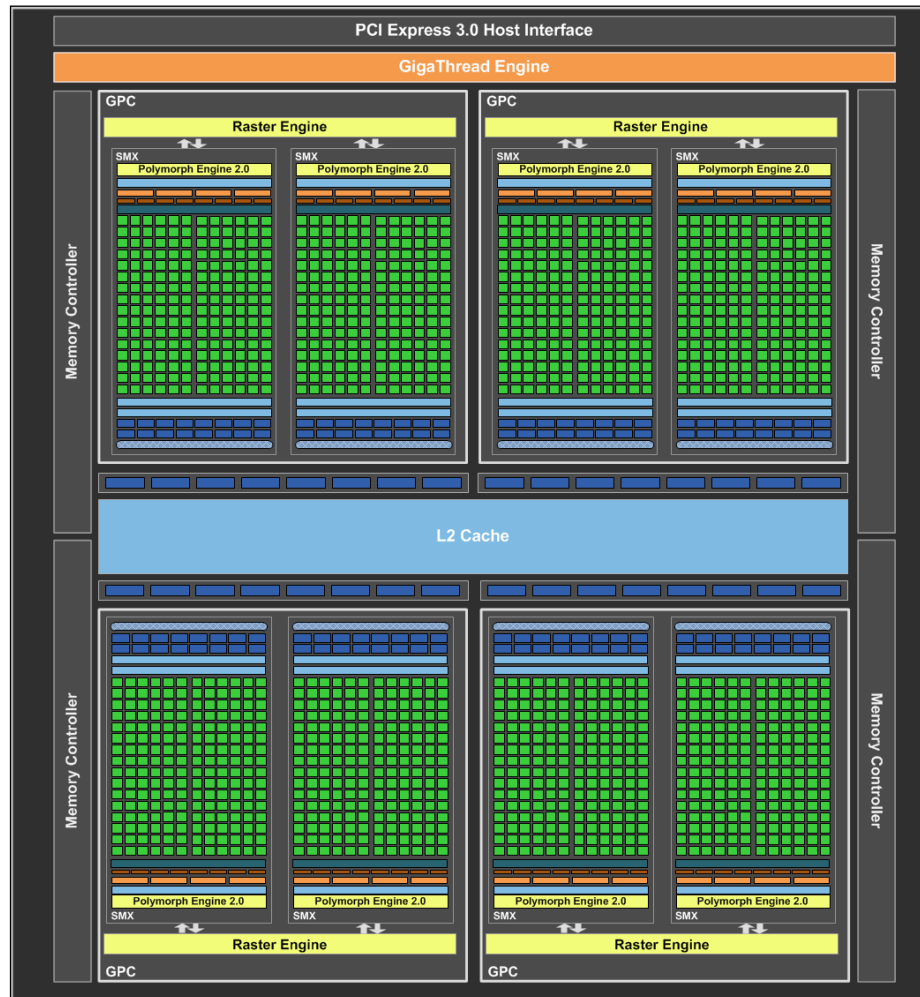 PCI Express 3.0 Host Interface
GigaThread Engine
GPC
GPC
Raster Engine
Raster Engine
SMX
SMX
SMX
SMX
Polymorph Engine 2.0
Polymorph Engine 2.0
Polymorph Engine 2.0
Polymorph Engine 2.0
Memory Controller
Memory Controller
L2 Cache
Memory Controller
Memory Controller
Polymorph Engine 2.0
Polymorph Engine 2.0
Polymorph Engine 2.0
Polymorph Engine 2.0
SMX
SMX
SMX
SMX
Raster Engine
Raster Engine
GPC
GPC